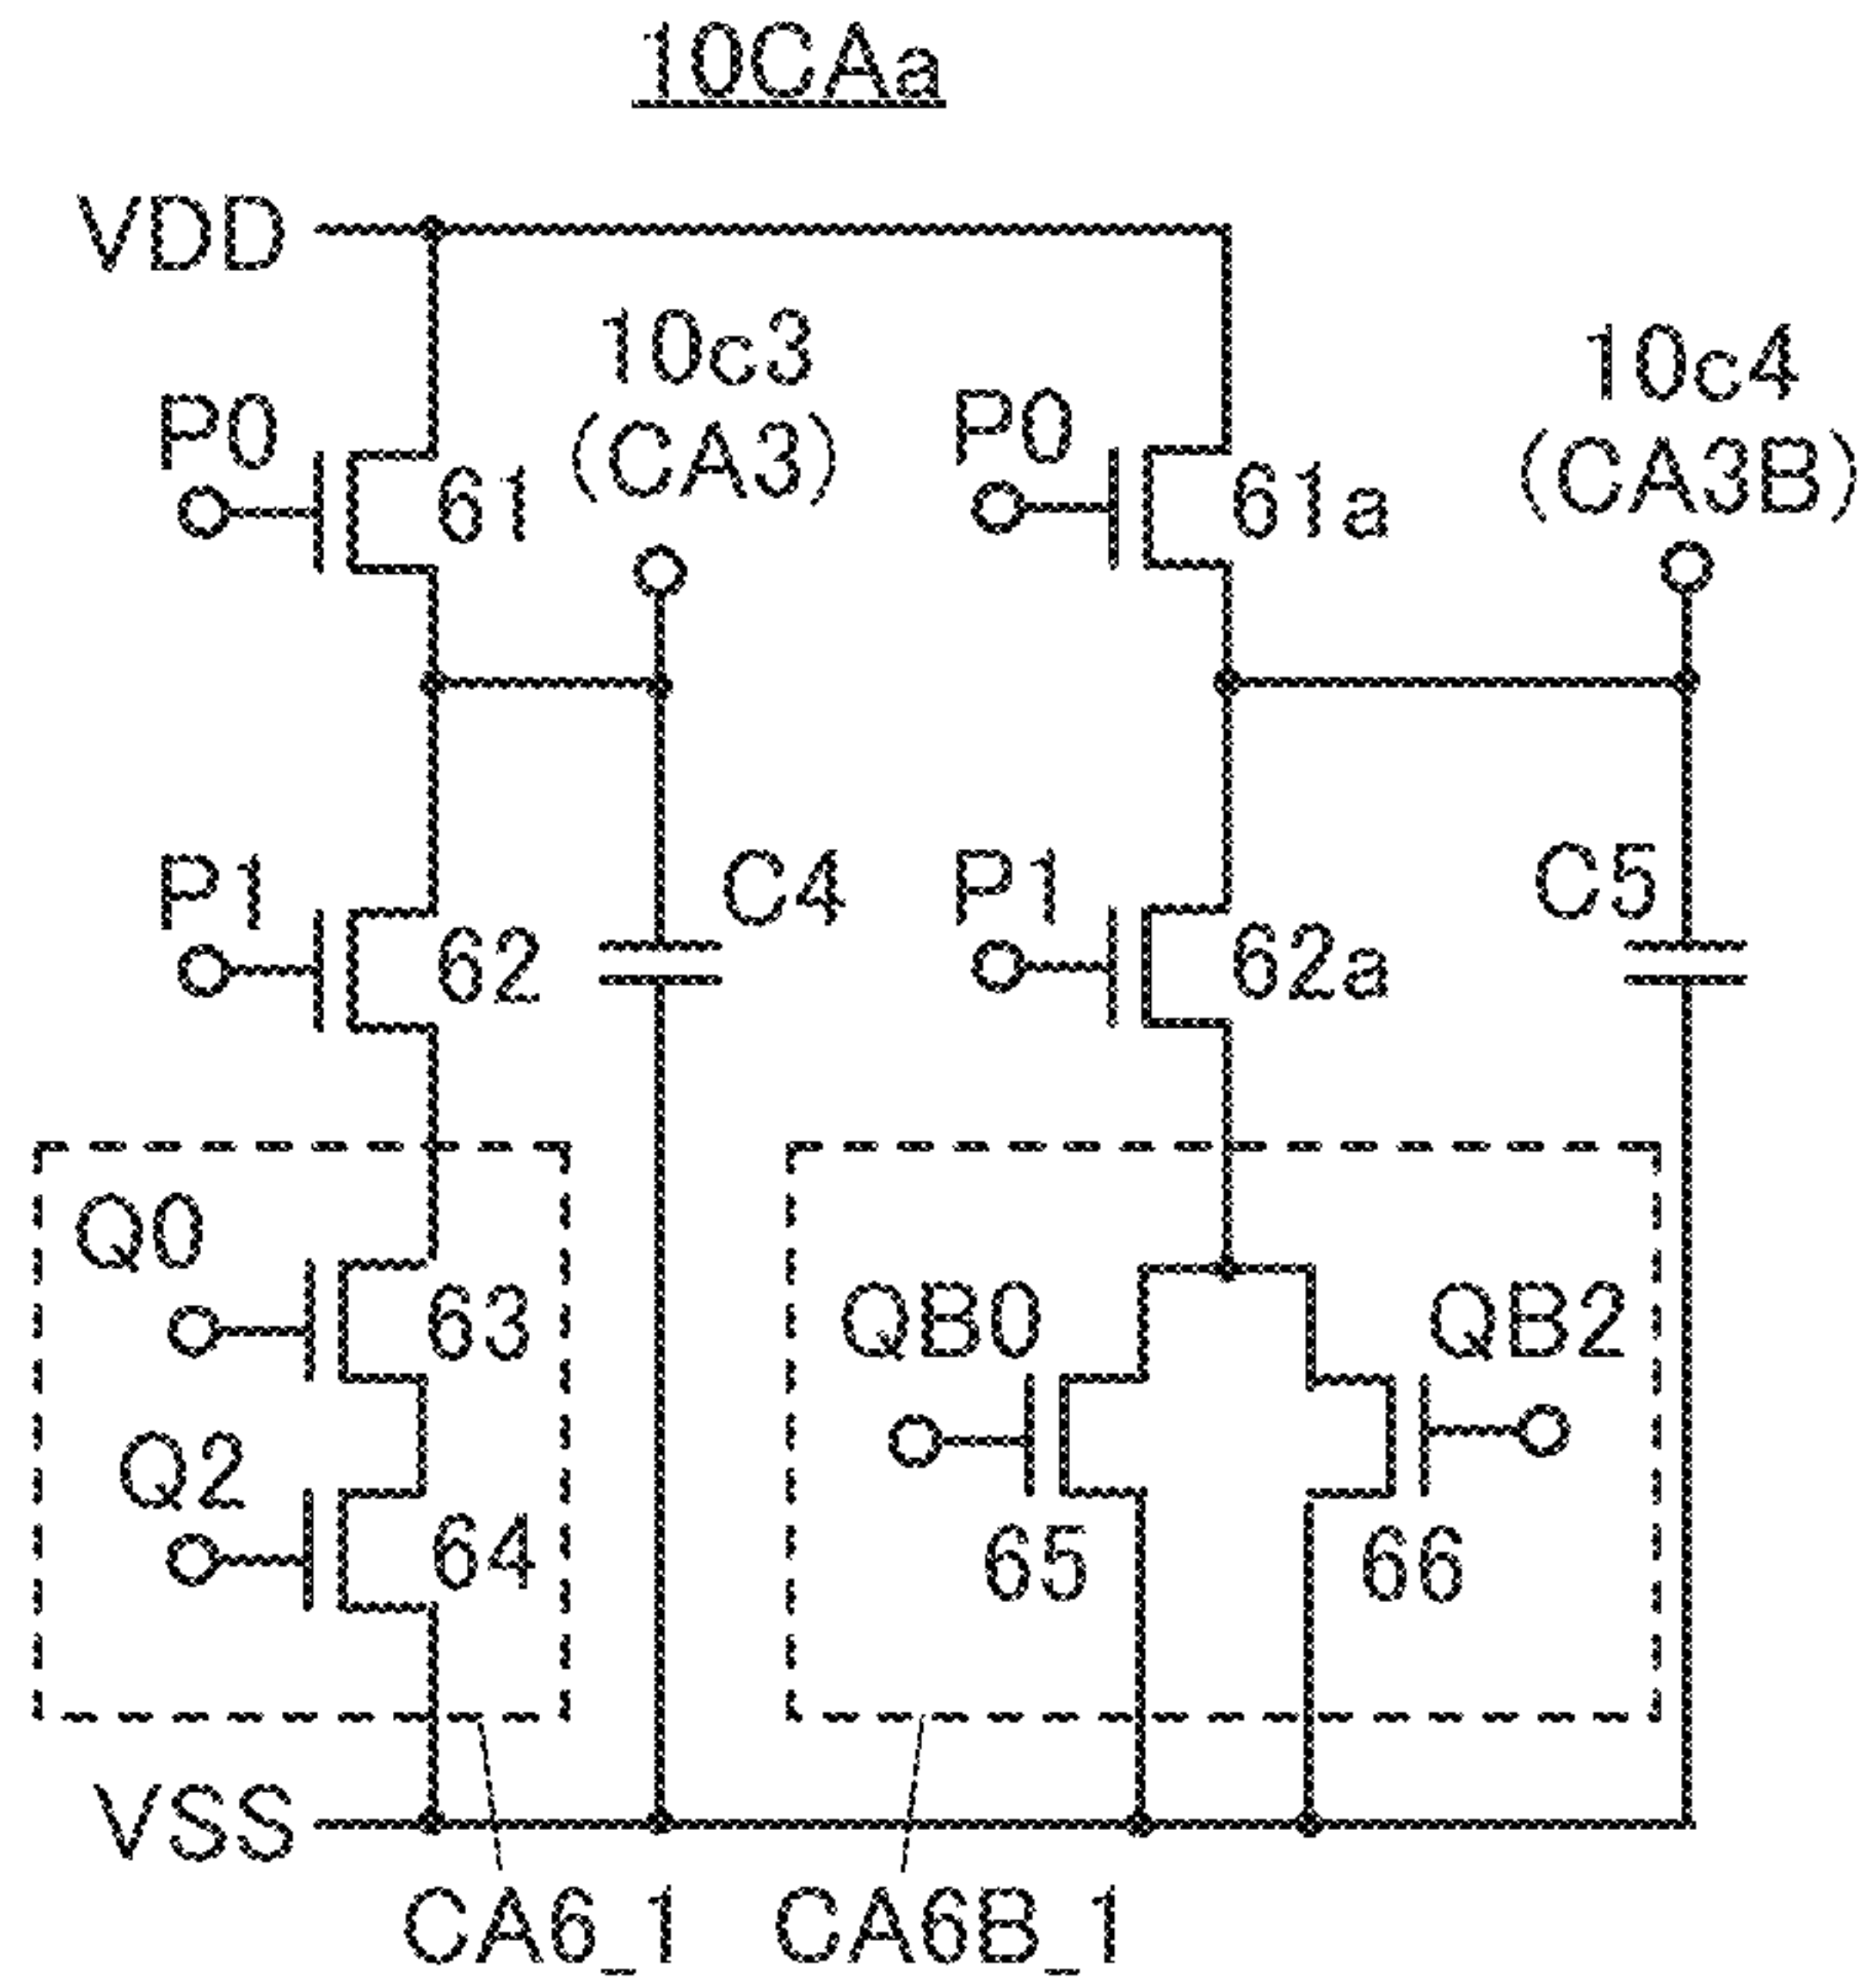 10CAa
VDD
10c3
(CA3)
10c4
(CA3B)
P0
61
P0
61a
P1
62
C4
P1
62a
C5
Q0
63
Q2
64
QB0
65
QB2
66
VSS
CA6_1
CA6B_1